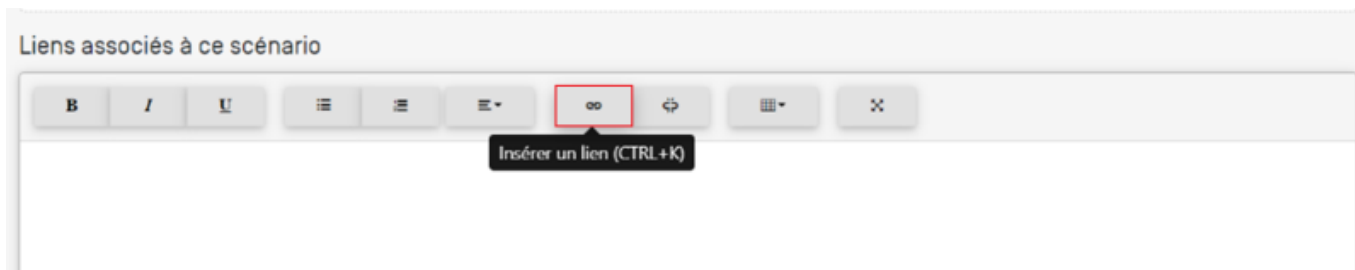 Liens associés à ce scénario
B I U
Insérer un lien (CTRL+K)